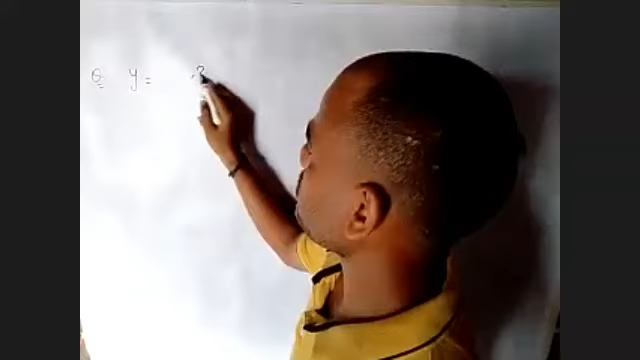 Q y =